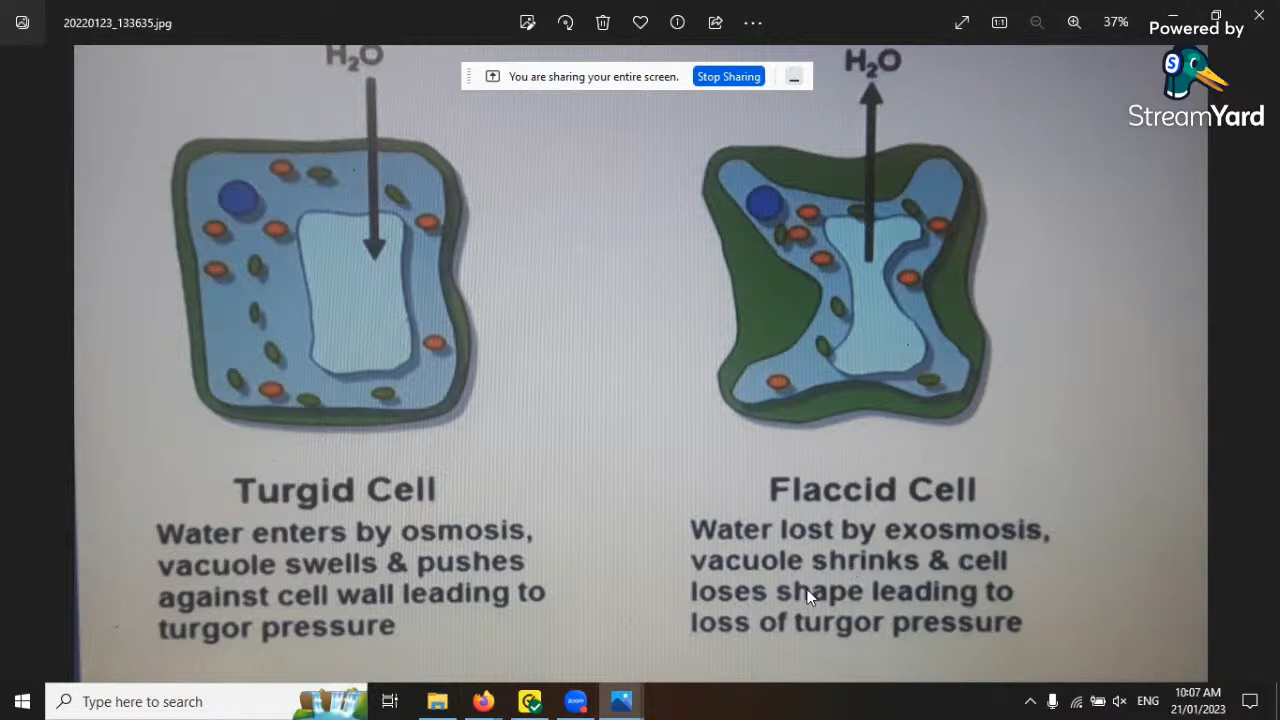 20220123_133635.jpg
37%
Powered by
StreamYard
You are sharing your entire screen.
Stop Sharing
H₂O
H₂O
Turgid Cell
Water enters by osmosis,
vacuole swells & pushes
against cell wall leading to
turgor pressure
Flaccid Cell
Water lost by exosmosis,
vacuole shrinks & cell
loses shape leading to
loss of turgor pressure
Type here to search
zoom
ENG
10:07 AM
21/01/2023